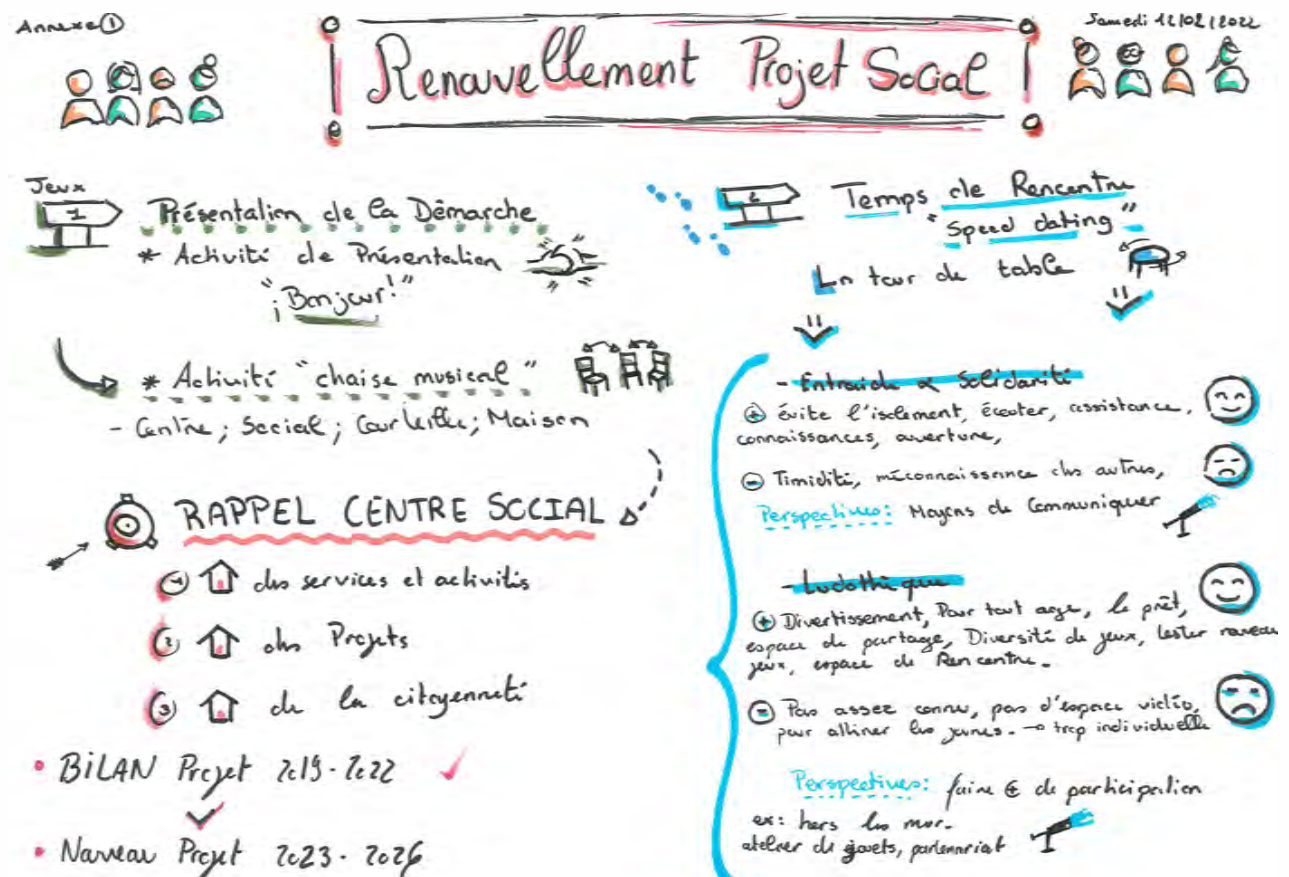 Annexe ①
Samedi 12/02/2022
Renouvellement Projet Social
Jeux
1
Présentation de la Démarche
* Activité de Présentation
"¡Bonjour!"
* Activité "chaise musical"
- Centre; Social; Courteille; Maison
RAPPEL CENTRE SOCIAL
① des services et activités
② des Projets
③ de la citoyenneté
• BiLAN Projet 2019-2022 ✓
• Nouveau Projet 2023-2026
2
Temps de Rencontre
"Speed dating"
tour de table
- Entraide & Solidarité
⊕ évite l'isolement, écouter, assistance,
connaissances, ouverture,
⊖ Timidité, méconnaissance des autres,
Perspectives: Moyens de Communiquer
- Ludothèque
⊕ Divertissement, Pour tout age, le prêt,
espace de partage, Diversité de jeux, tester nouveau
jeux, espace de Rencontre.
⊖ Pas assez connu, pas d'espace vidéo,
pour attirer les jeunes. → trop individuelle
Perspectives: faire ⊕ de participation
ex: hors les mur.
atelier de jouets, partenariat